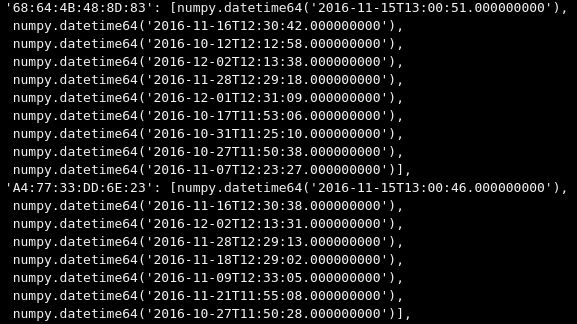 '68:64:4B:48:8D:83': [numpy.datetime64('2016-11-15T13:00:51.000000000'),
numpy.datetime64('2016-11-16T12:30:42.000000000'),
numpy.datetime64('2016-10-12T12:12:58.000000000'),
numpy.datetime64('2016-12-02T12:13:38.000000000'),
numpy.datetime64('2016-11-28T12:29:18.000000000'),
numpy.datetime64('2016-12-01T12:31:09.000000000'),
numpy.datetime64('2016-10-17T11:53:06.000000000'),
numpy.datetime64('2016-10-31T11:25:10.000000000'),
numpy.datetime64('2016-10-27T11:50:38.000000000'),
numpy.datetime64('2016-11-07T12:23:27.000000000')],
'A4:77:33:DD:6E:23': [numpy.datetime64('2016-11-15T13:00:46.000000000'),
numpy.datetime64('2016-11-16T12:30:38.000000000'),
numpy.datetime64('2016-12-02T12:13:31.000000000'),
numpy.datetime64('2016-11-28T12:29:13.000000000'),
numpy.datetime64('2016-11-18T12:29:02.000000000'),
numpy.datetime64('2016-11-09T12:33:05.000000000'),
numpy.datetime64('2016-11-21T11:55:08.000000000'),
numpy.datetime64('2016-10-27T11:50:28.000000000')],